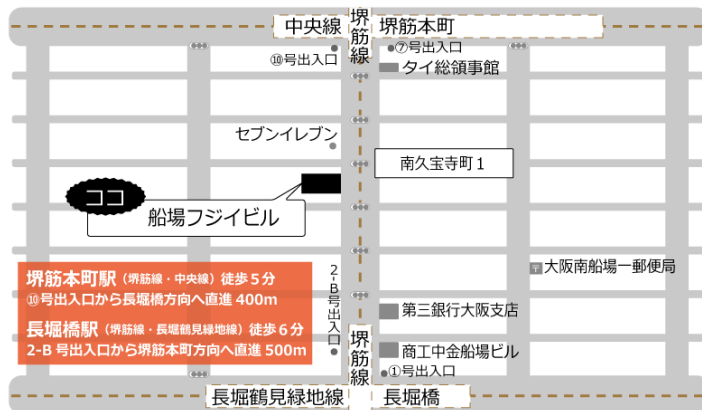 中央線
堺筋線
堺筋本町
⑩号出入口
⑦号出入口
タイ総領事館
セブンイレブン
南久宝寺町1
ココ
船場フジイビル
〒大阪南船場一郵便局
堺筋本町駅（堺筋線・中央線）徒歩5分
⑩号出入口から長堀橋方向へ直進 400m
長堀橋駅（堺筋線・長堀鶴見緑地線）徒歩6分
2-B 号出入口から堺筋本町方向へ直進 500m
2-B号出入口
第三銀行大阪支店
堺筋線
商工中金船場ビル
①号出入口
長堀鶴見緑地線
長堀橋